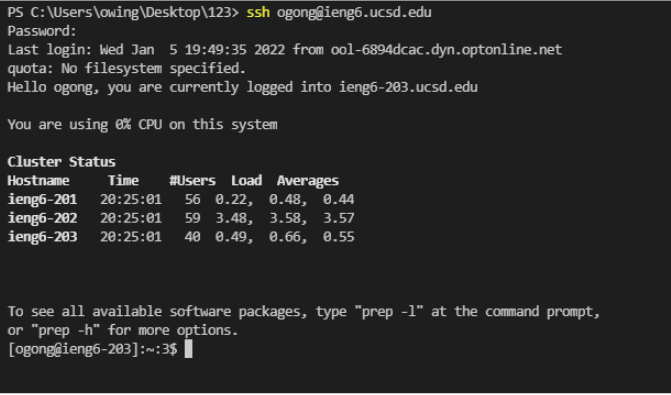 PS C:\Users\owing\Desktop\123> ssh ogong@ieng6.ucsd.edu
Password:
Last login: Wed Jan  5 19:49:35 2022 from ool-6894dcac.dyn.optonline.net
quota: No filesystem specified.
Hello ogong, you are currently logged into ieng6-203.ucsd.edu
You are using 0% CPU on this system
Cluster Status
Hostname     Time    #Users  Load  Averages
ieng6-201   20:25:01   56  0.22,  0.48,  0.44
ieng6-202   20:25:01   59  3.48,  3.58,  3.57
ieng6-203   20:25:01   40  0.49,  0.66,  0.55
To see all available software packages, type "prep -l" at the command prompt,
or "prep -h" for more options.
[ogong@ieng6-203]:~:3$